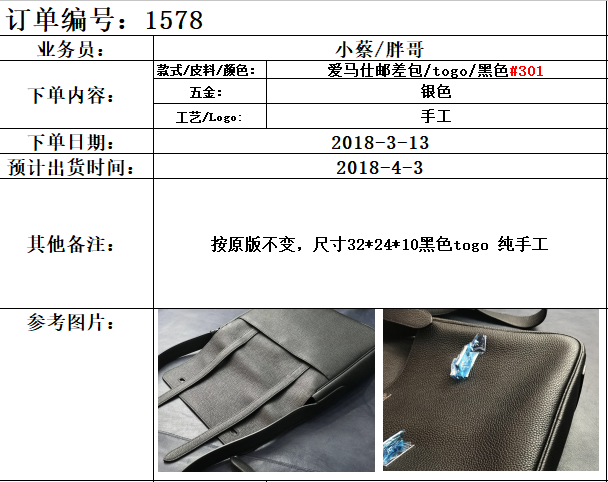 订单编号：1578
业务员：
小蔡/胖哥
下单内容：
款式/皮料/颜色：
爱马仕邮差包/togo/黑色#301
五金：
银色
工艺/Logo：
手工
下单日期：
2018-3-13
预计出货时间：
2018-4-3
其他备注：
按原版不变，尺寸32*24*10黑色togo 纯手工
参考图片：